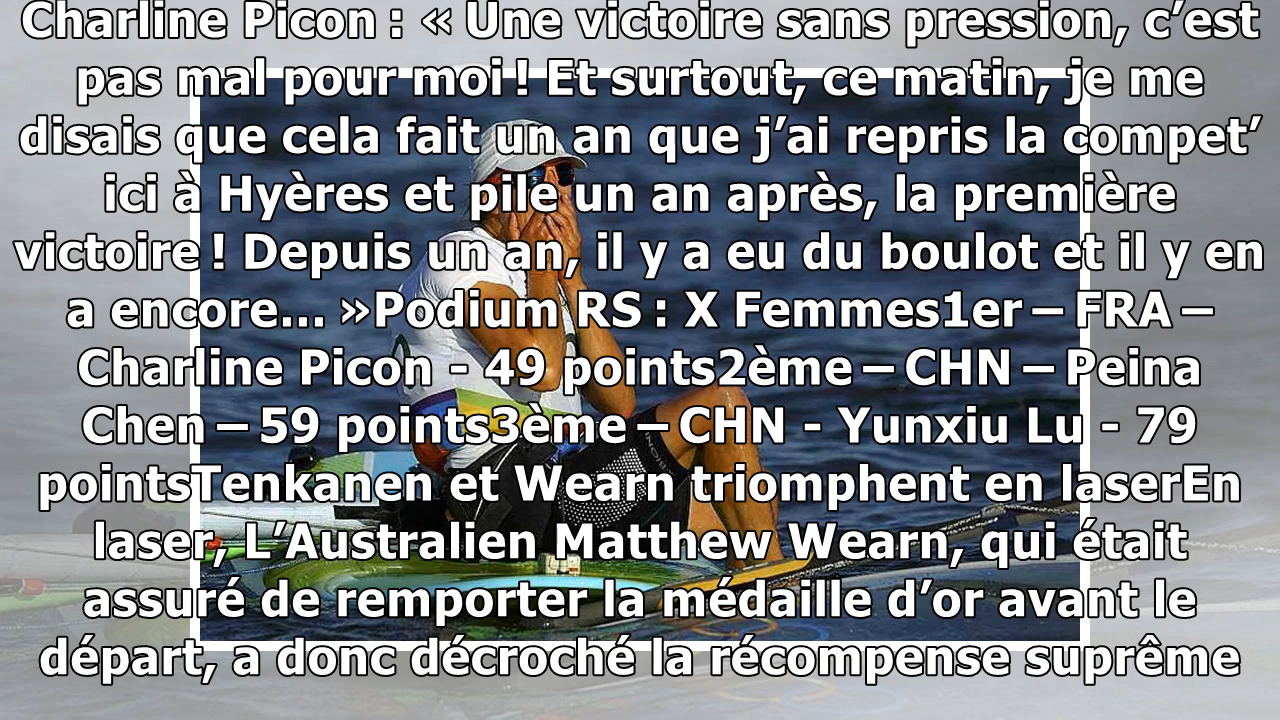 Charline Picon : « Une victoire sans pression, c’est
pas mal pour moi ! Et surtout, ce matin, je me
disais que cela fait un an que j’ai repris la compet’
ici à Hyères et pile un an après, la première
victoire ! Depuis un an, il y a eu du boulot et il y en
a encore... »Podium RS : X Femmes1er – FRA –
Charline Picon - 49 points2ème – CHN – Peina
Chen – 59 points3ème – CHN - Yunxiu Lu - 79
pointsTenkanen et Wearn triomphent en laserEn
laser, L’Australien Matthew Wearn, qui était
assuré de remporter la médaille d’or avant le
départ, a donc décroché la récompense suprême